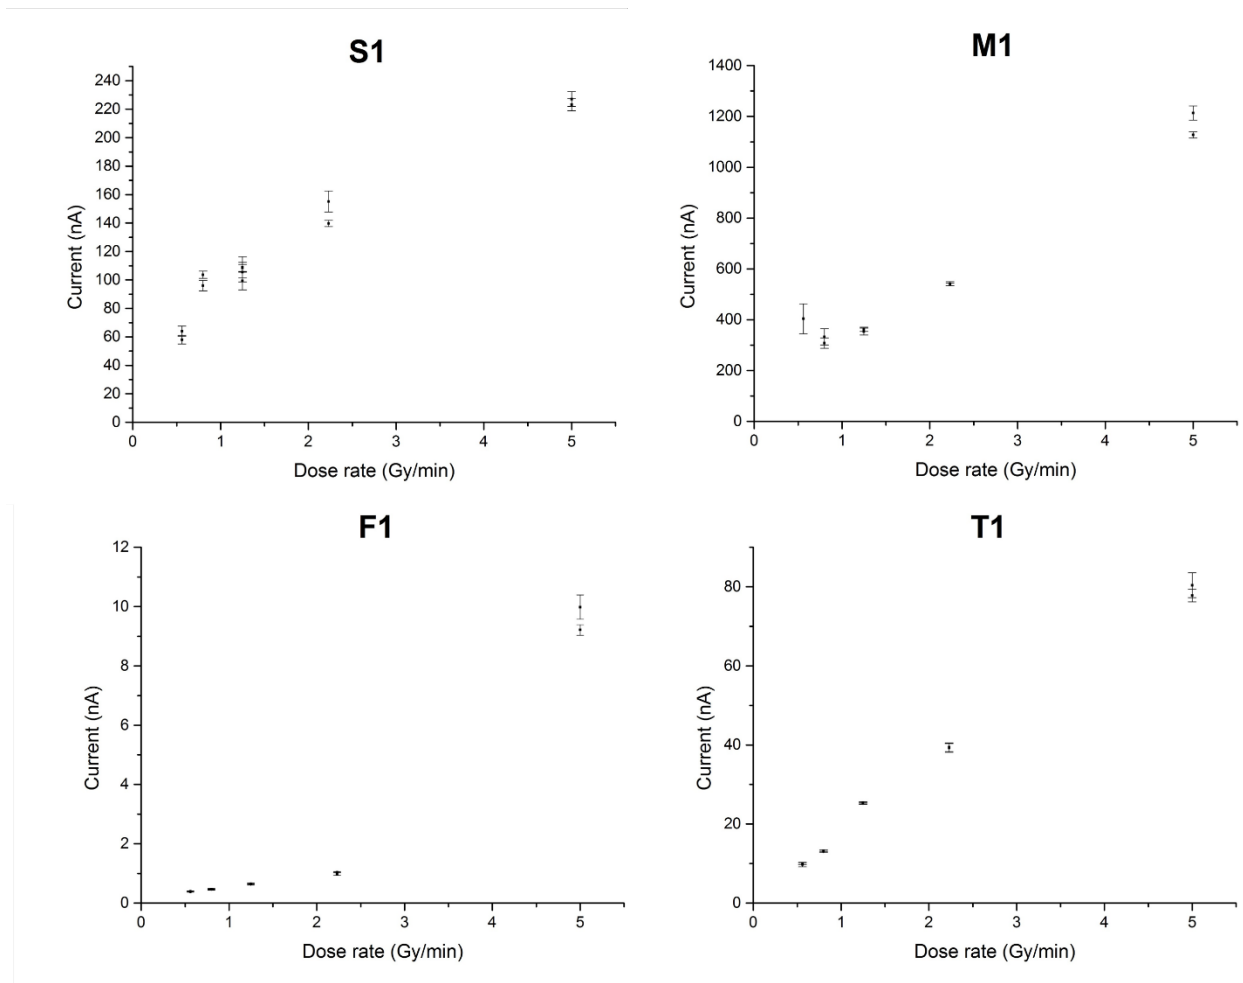 S1
240
220
200
180
160
140
120
100
80
60
40
20
0
Current (nA)
0 1 2 3 4 5
Dose rate (Gy/min)
M1
1400
1200
1000
800
600
400
200
0
Current (nA)
0 1 2 3 4 5
Dose rate (Gy/min)
F1
12
10
8
6
4
2
0
Current (nA)
0 1 2 3 4 5
Dose rate (Gy/min)
T1
80
60
40
20
0
Current (nA)
0 1 2 3 4 5
Dose rate (Gy/min)